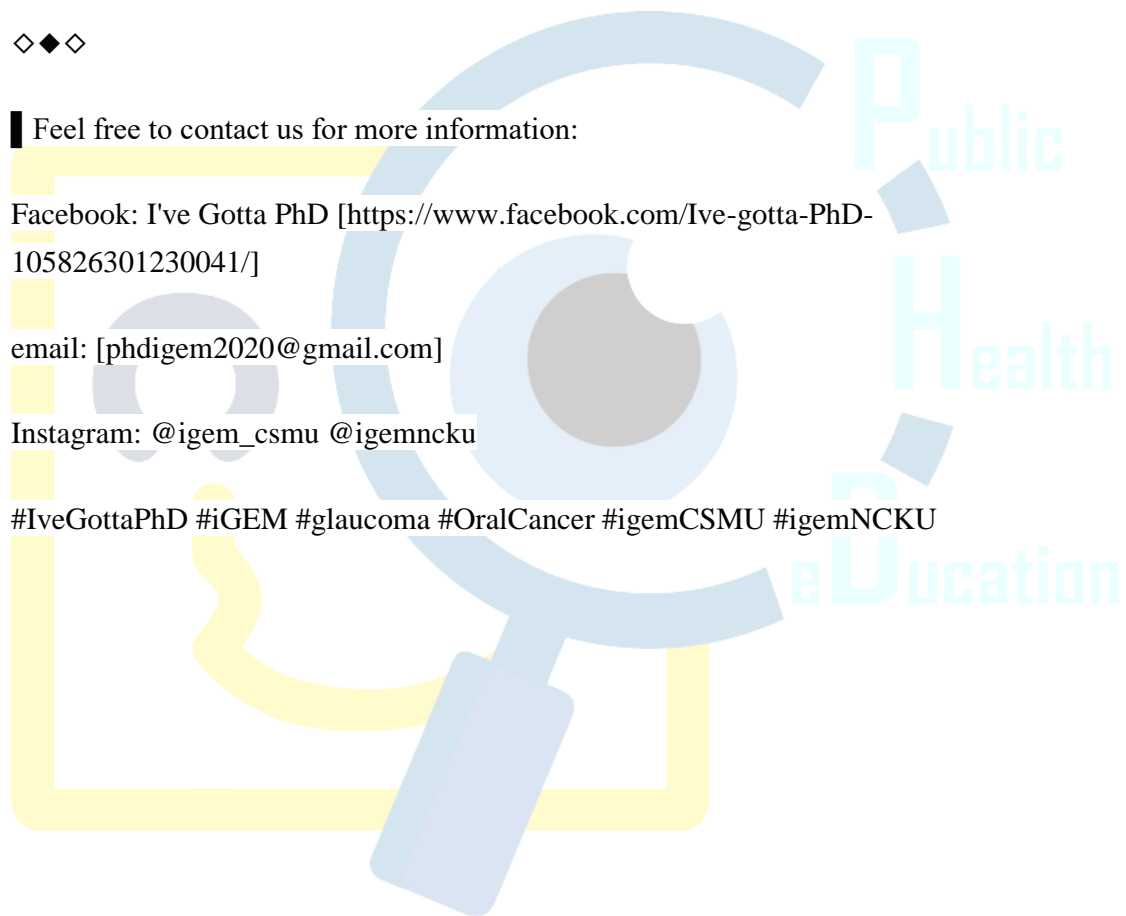 ◇◆◇
▌Feel free to contact us for more information:
Facebook: I've Gotta PhD [https://www.facebook.com/Ive-gotta-PhD-
105826301230041/]
email: [phdigem2020@gmail.com]
Instagram: @igem_csmu @igemncku
#IveGottaPhD #iGEM #glaucoma #OralCancer #igemCSMU #igemNCKU
Public
Health
eDucation